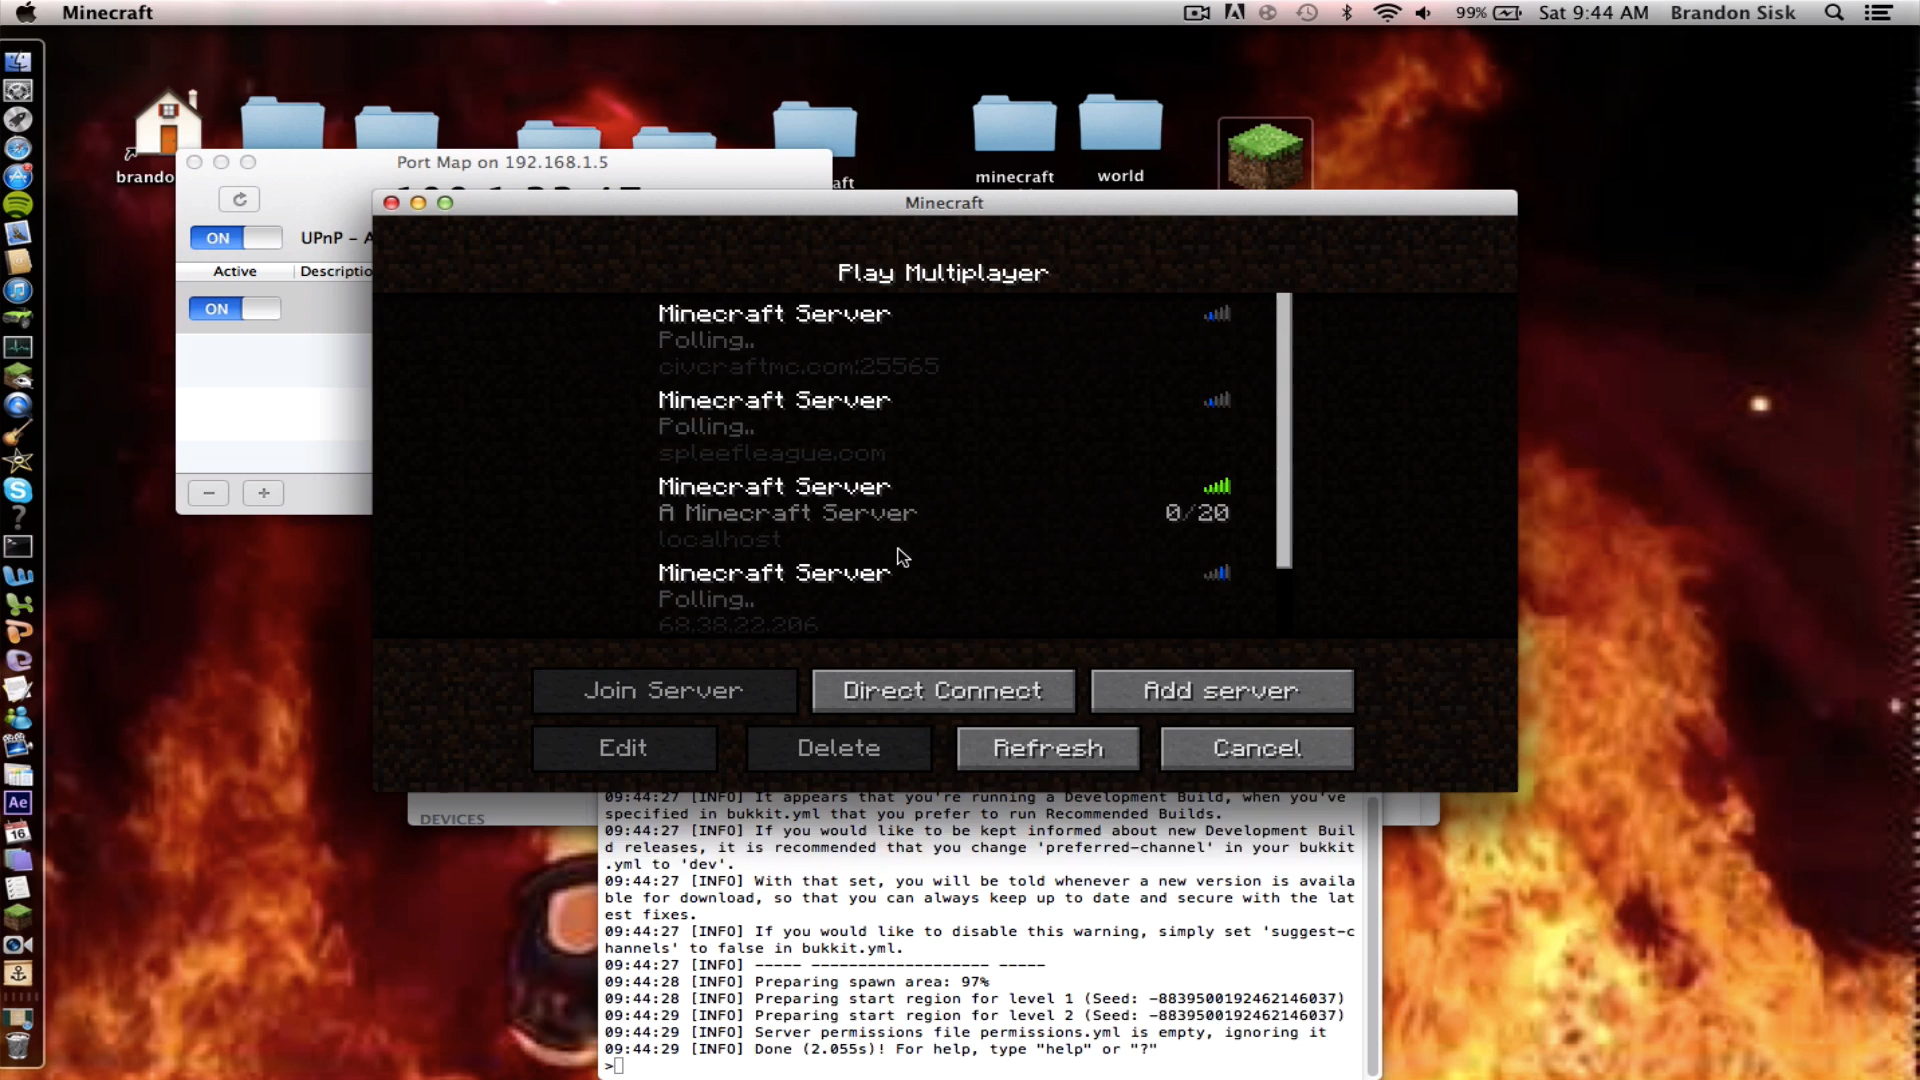 Minecraft
99%
Sat 9:44 AM
Brandon Sisk
brando
aft
minecraft
world
Port Map on 192.168.1.5
ON
UPnP - A
Active
Descriptio
ON
Minecraft
Play Multiplayer
Minecraft Server
Polling..
civcraftmc.com:25565
Minecraft Server
Polling..
spleefleague.com
Minecraft Server
A Minecraft Server
0/20
localhost
Minecraft Server
Polling..
68.38.22.206
Join Server
Direct Connect
Add server
Edit
Delete
Refresh
Cancel
DEVICES
09:44:27 [INFO] It appears that you're running a Development Build, when you've
specified in bukkit.yml that you prefer to run Recommended Builds.
09:44:27 [INFO] If you would like to be kept informed about new Development Buil
d releases, it is recommended that you change 'preferred-channel' in your bukkit
.yml to 'dev'.
09:44:27 [INFO] With that set, you will be told whenever a new version is availa
ble for download, so that you can always keep up to date and secure with the lat
est fixes.
09:44:27 [INFO] If you would like to disable this warning, simply set 'suggest-c
hannels' to false in bukkit.yml.
09:44:27 [INFO] ----- ------------------- -----
09:44:28 [INFO] Preparing spawn area: 97%
09:44:28 [INFO] Preparing start region for level 1 (Seed: -8839500192462146037)
09:44:29 [INFO] Preparing start region for level 2 (Seed: -8839500192462146037)
09:44:29 [INFO] Server permissions file permissions.yml is empty, ignoring it
09:44:29 [INFO] Done (2.055s)! For help, type "help" or "?"
>
Ae
16